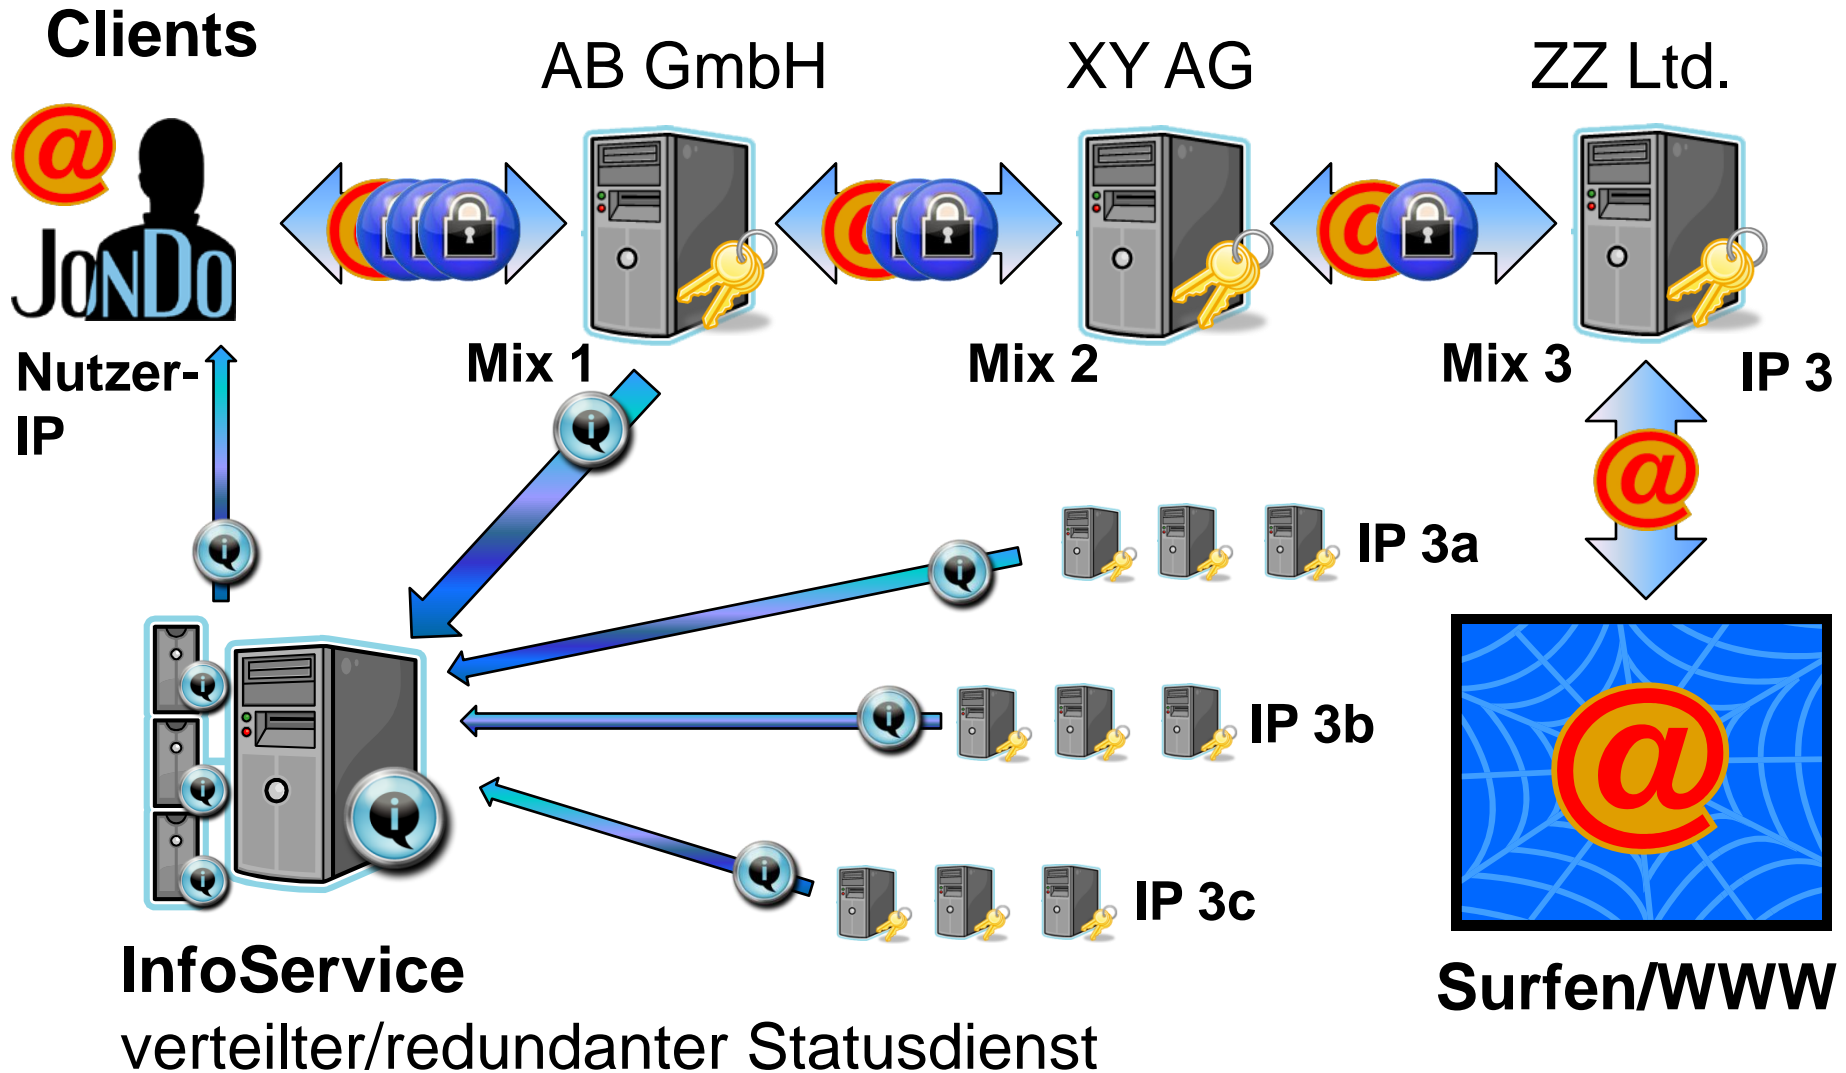 Clients
AB GmbH
XY AG
ZZ Ltd.
@
JonDo
@
@
@
Nutzer-
IP
Mix 1
Mix 2
Mix 3
IP 3
@
i
i
i
IP 3a
i
IP 3b
i
IP 3c
i
i
i
i
@
InfoService
verteilter/redundanter Statusdienst
Surfen/WWW